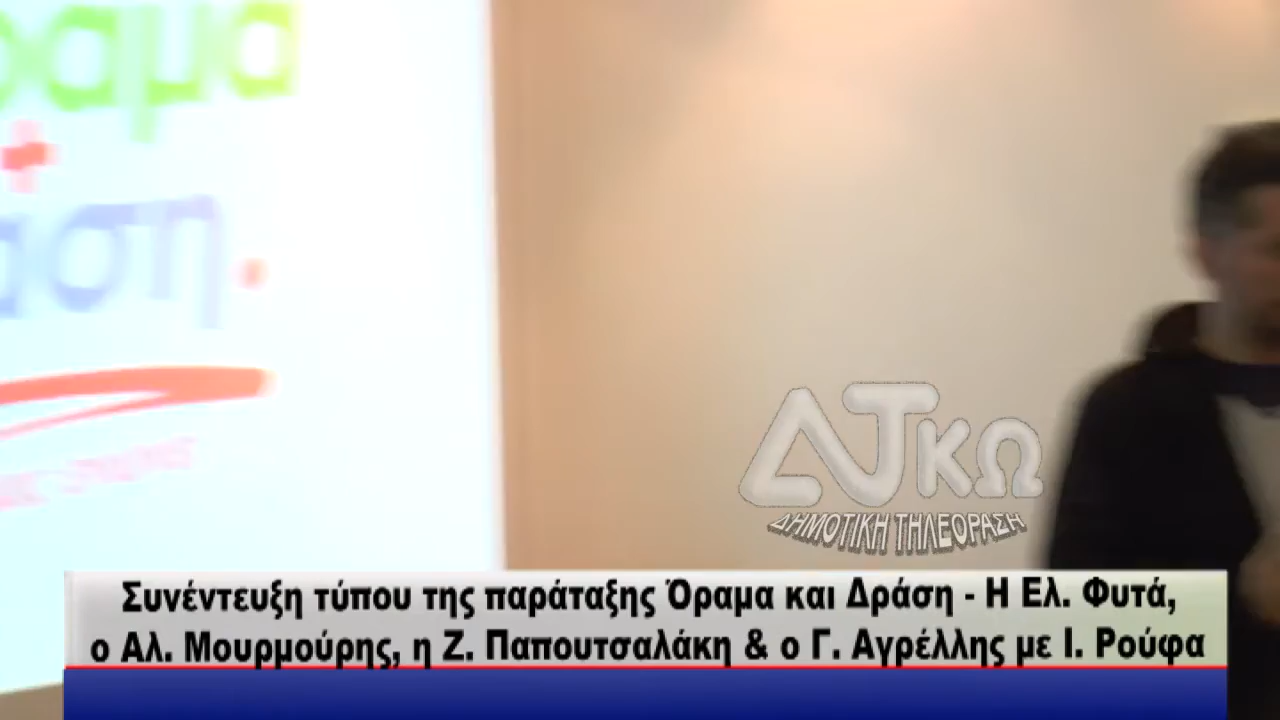 ραμα
+
αση.
ΔΤΚΩ
ΔΗΜΟΤΙΚΗ ΤΗΛΕΟΡΑΣΗ
Συνέντευξη τύπου της παράταξης Όραμα και Δράση - Η Ελ. Φυτά,
ο Αλ. Μουρμούρης, η Ζ. Παπουτσαλάκη & ο Γ. Αγρέλλης με Ι. Ρούφα